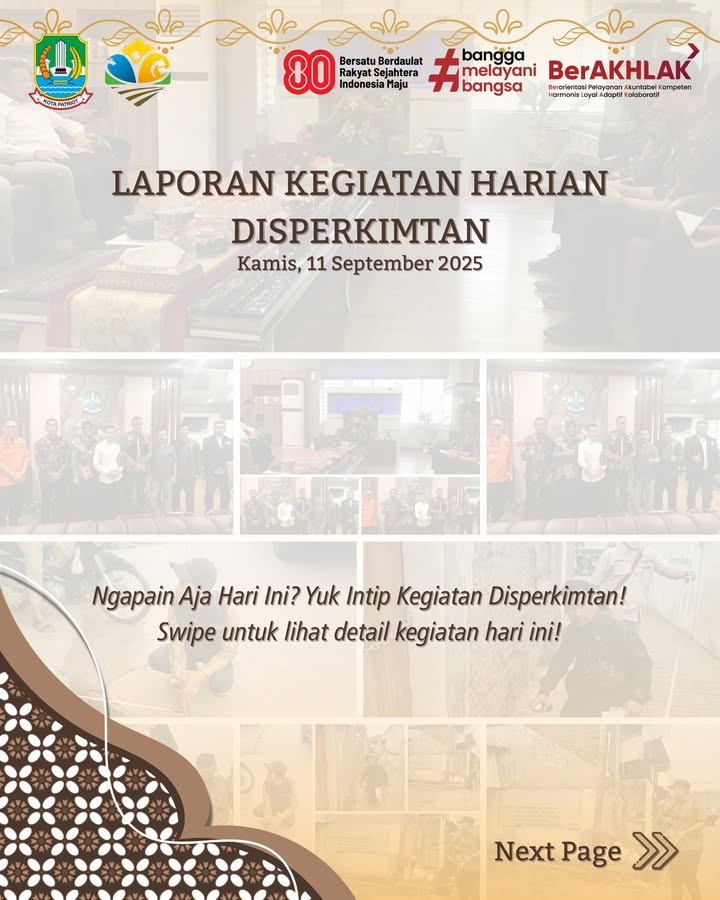 KOTA PATRIOT
80
Bersatu Berdaulat
Rakyat Sejahtera
Indonesia Maju
#bangga
melayani
bangsa
BerAKHLAK
Berorientasi Pelayanan Akuntabel Kompeten
Harmonis Loyal Adaptif Kolaboratif
LAPORAN KEGIATAN HARIAN
DISPERKIMTAN
Kamis, 11 September 2025
Ngapain Aja Hari Ini? Yuk Intip Kegiatan Disperkimtan!
Swipe untuk lihat detail kegiatan hari ini!
Next Page